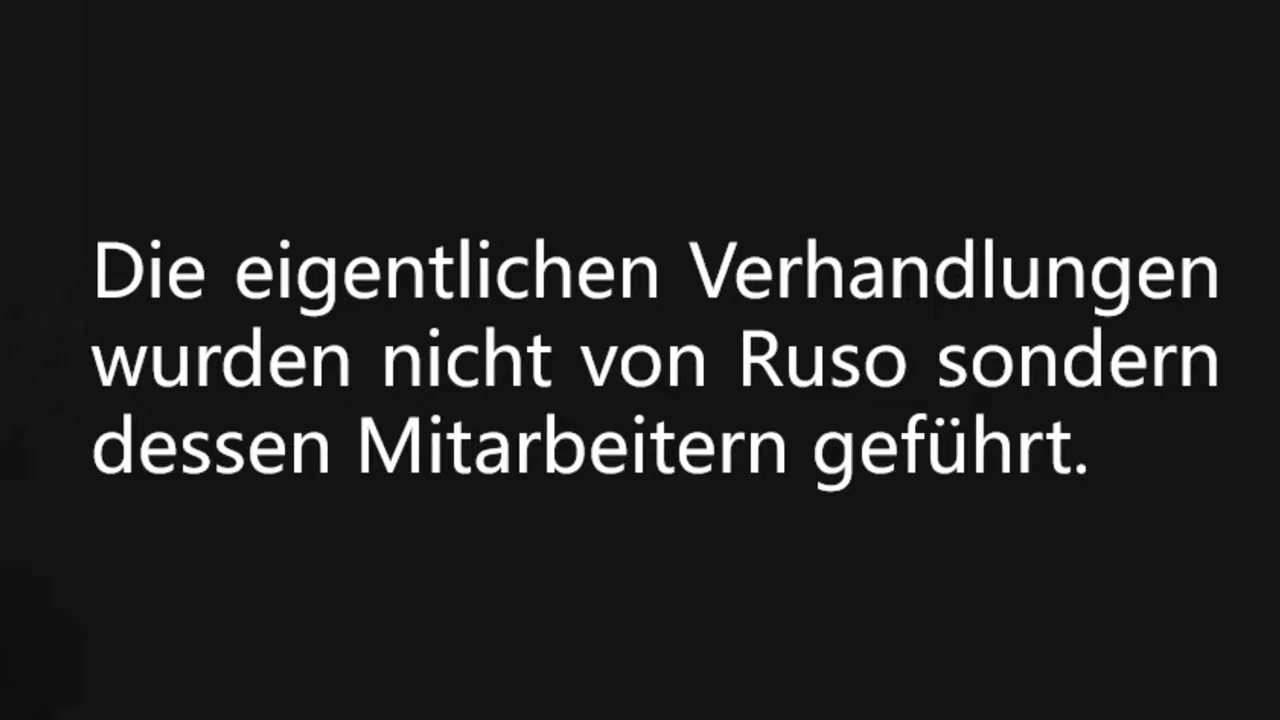 Die eigentlichen Verhandlungen
wurden nicht von Ruso sondern
dessen Mitarbeitern geführt.